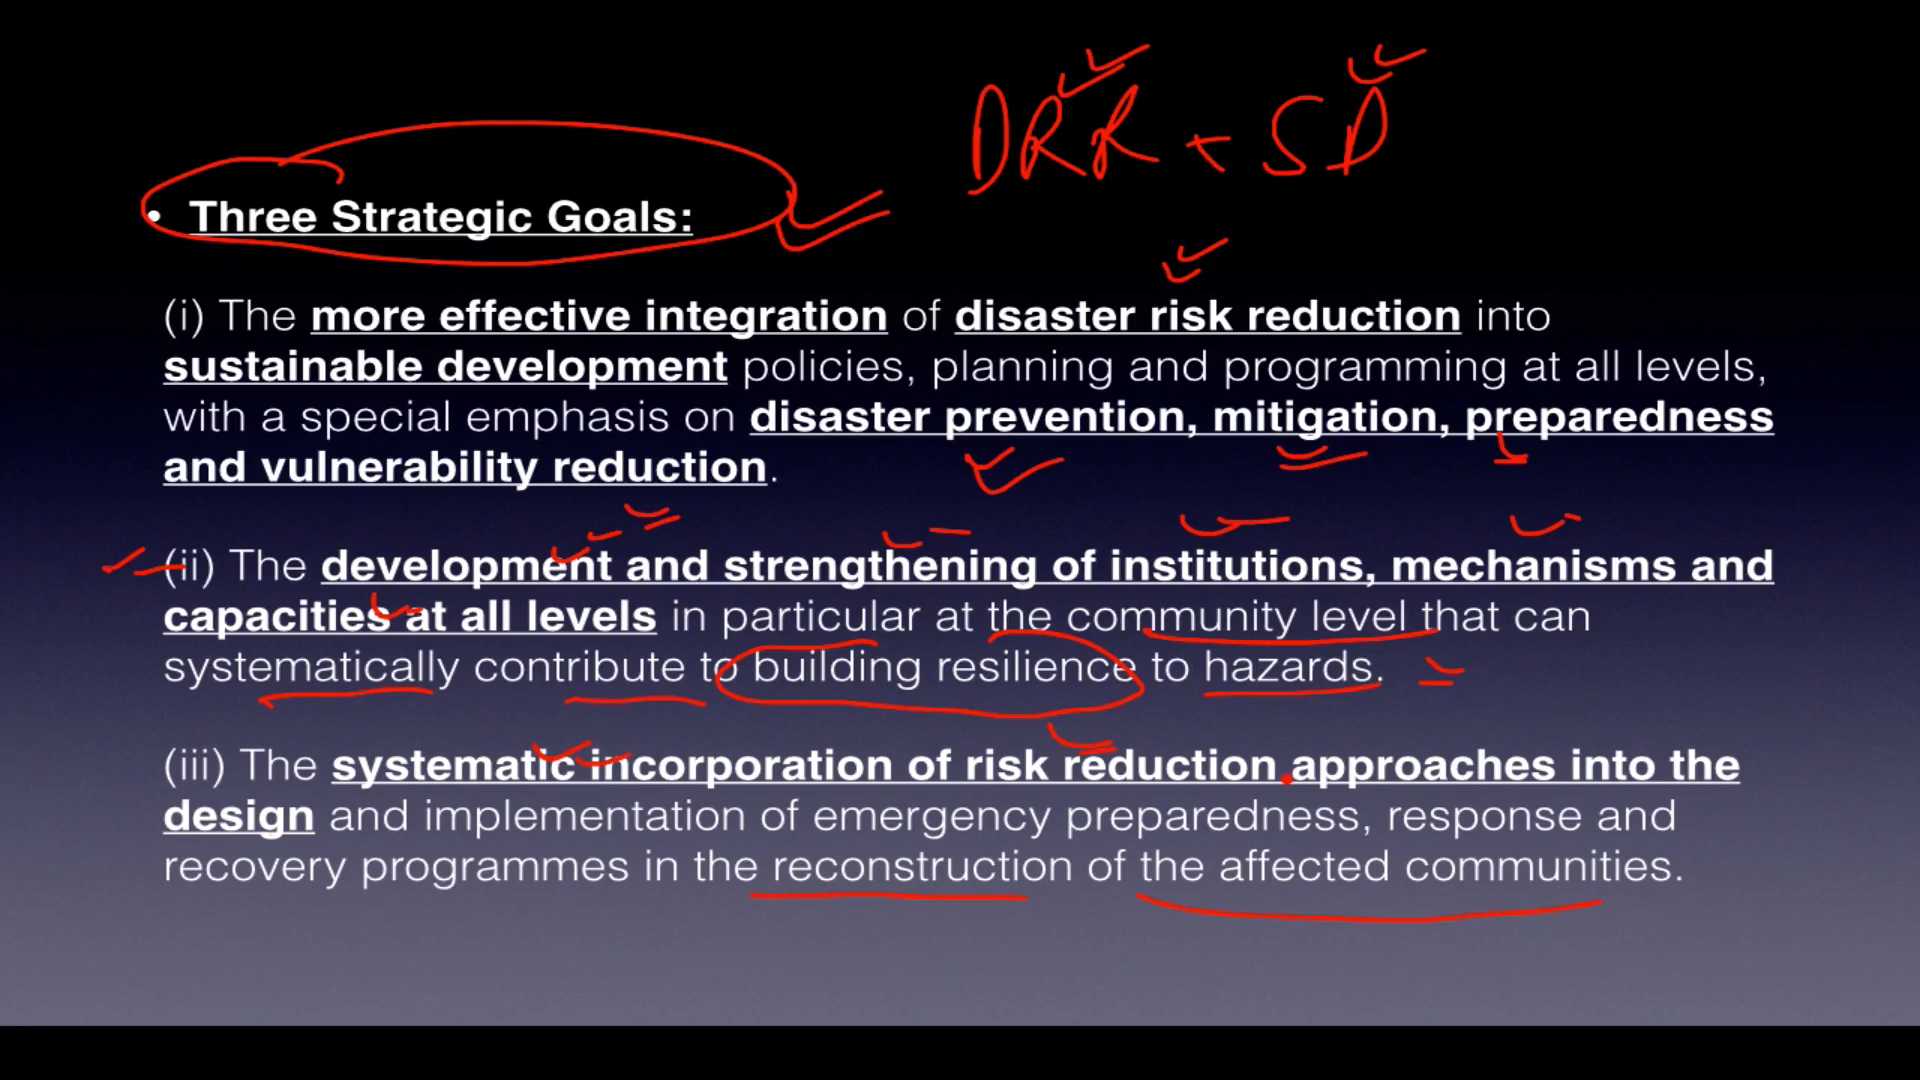 DRR + SD
• Three Strategic Goals:
(i) The more effective integration of disaster risk reduction into
sustainable development policies, planning and programming at all levels,
with a special emphasis on disaster prevention, mitigation, preparedness
and vulnerability reduction.
(ii) The development and strengthening of institutions, mechanisms and
capacities at all levels in particular at the community level that can
systematically contribute to building resilience to hazards.
(iii) The systematic incorporation of risk reduction approaches into the
design and implementation of emergency preparedness, response and
recovery programmes in the reconstruction of the affected communities.